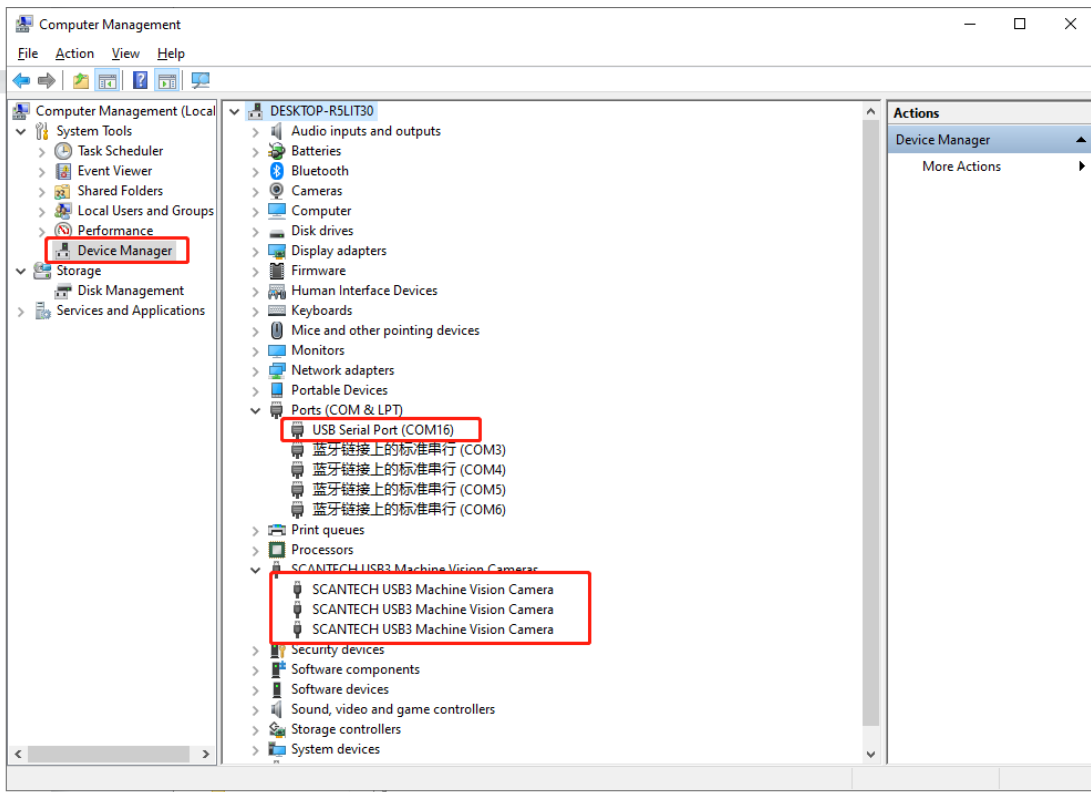 Computer Management
File Action View Help
Computer Management (Local
System Tools
Task Scheduler
Event Viewer
Shared Folders
Local Users and Groups
Performance
Device Manager
Storage
Disk Management
Services and Applications
DESKTOP-R5LIT30
Audio inputs and outputs
Batteries
Bluetooth
Cameras
Computer
Disk drives
Display adapters
Firmware
Human Interface Devices
Keyboards
Mice and other pointing devices
Monitors
Network adapters
Portable Devices
Ports (COM & LPT)
USB Serial Port (COM16)
蓝牙链接上的标准串行 (COM3)
蓝牙链接上的标准串行 (COM4)
蓝牙链接上的标准串行 (COM5)
蓝牙链接上的标准串行 (COM6)
Print queues
Processors
SCANTECH USB3 Machine Vision Cameras
SCANTECH USB3 Machine Vision Camera
SCANTECH USB3 Machine Vision Camera
SCANTECH USB3 Machine Vision Camera
Security devices
Software components
Software devices
Sound, video and game controllers
Storage controllers
System devices
Actions
Device Manager
More Actions